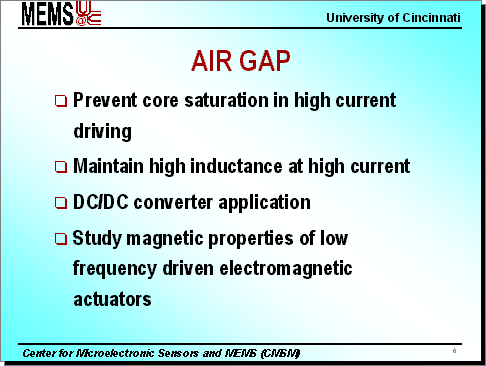 MEMS UC @
University of Cincinnati
AIR GAP
❑ Prevent core saturation in high current
driving
❑ Maintain high inductance at high current
❑ DC/DC converter application
❑ Study magnetic properties of low
frequency driven electromagnetic
actuators
Center for Microelectronic Sensors and MEMS (CMSM)
6